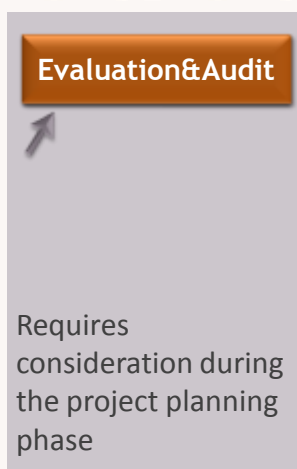 Evaluation&Audit
Requires
consideration during
the project planning
phase